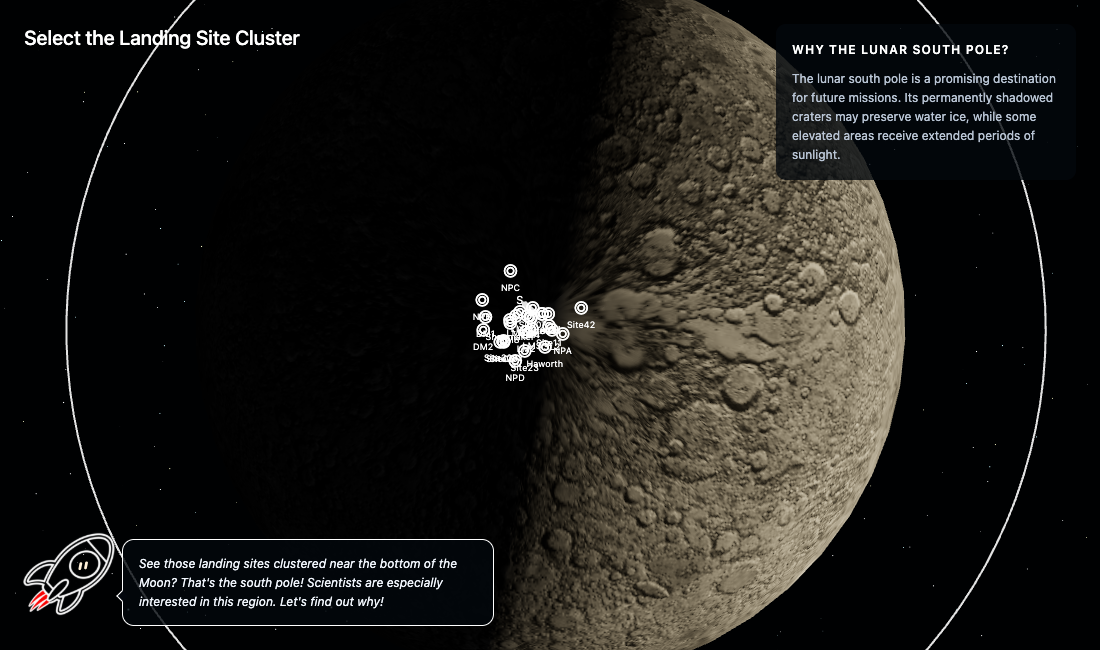 Select the Landing Site Cluster
WHY THE LUNAR SOUTH POLE?
The lunar south pole is a promising destination
for future missions. Its permanently shadowed
craters may preserve water ice, while some
elevated areas receive extended periods of
sunlight.
NPC
Site42
DM2
NPA
Haworth
Site23
NPD
See those landing sites clustered near the bottom of the
Moon? That's the south pole! Scientists are especially
interested in this region. Let's find out why!